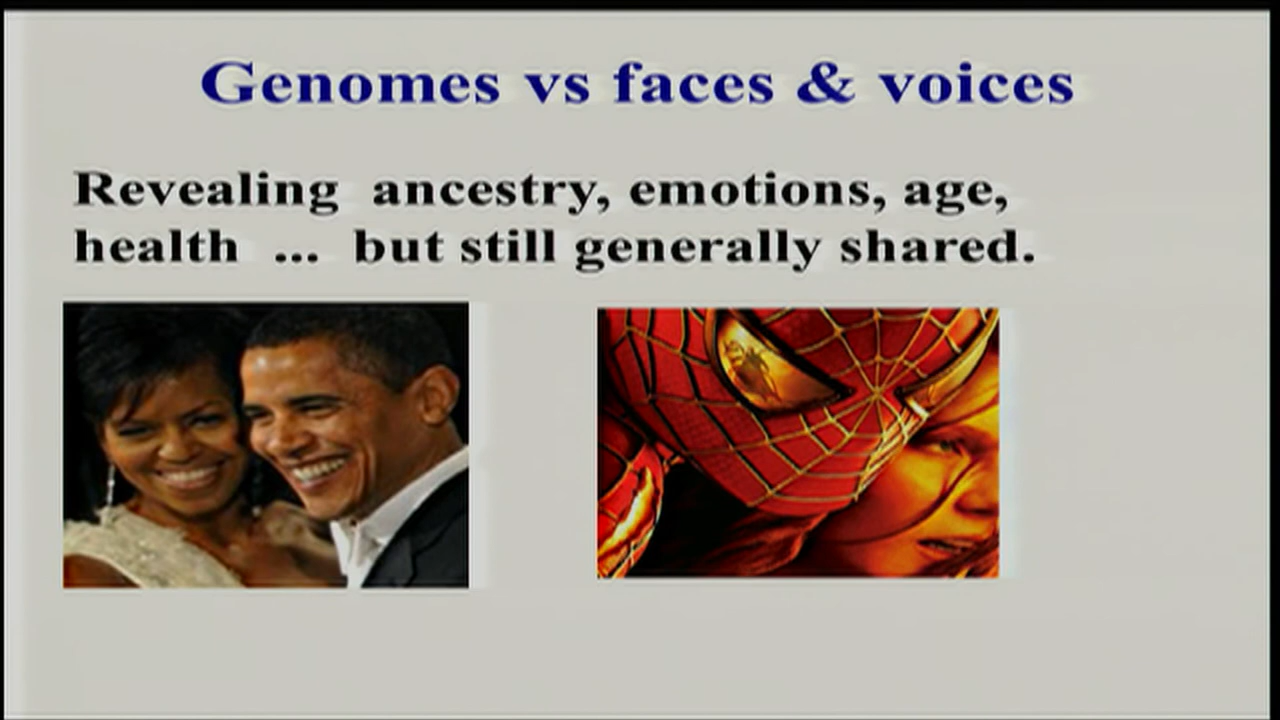 Genomes vs faces & voices
Revealing ancestry, emotions, age,
health ... but still generally shared.